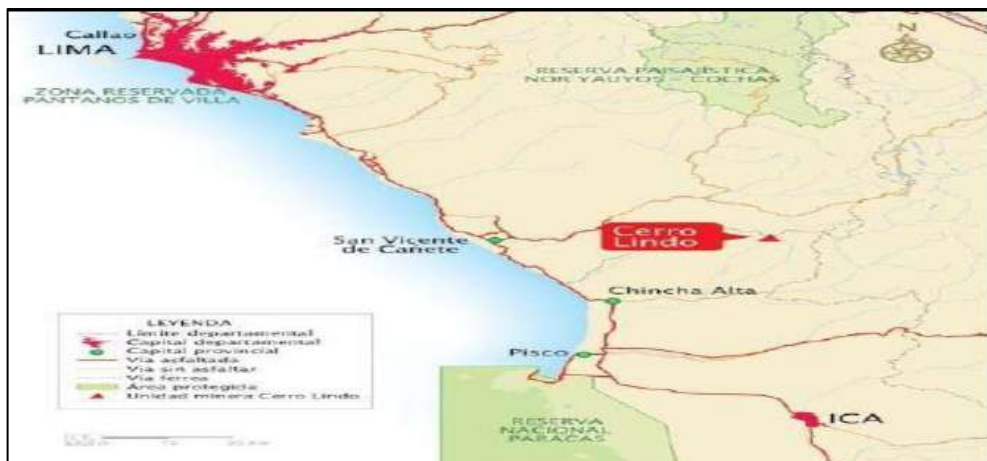 Callao
LIMA
ZONA RESERVADA
PANTANOS DE VILLA
N
RESERVA PAISAJÍSTICA
NOR YAUYOS - COCHAS
San Vicente
de Cañete
Cerro
Lindo
Chincha Alta
Pisco
ICA
RESERVA
NACIONAL
PARACAS
LEYENDA
Límite departamental
Capital departamental
Capital provincial
Vía asfaltada
Vía sin asfaltar
Vía férrea
Área protegida
Unidad minera Cerro Lindo